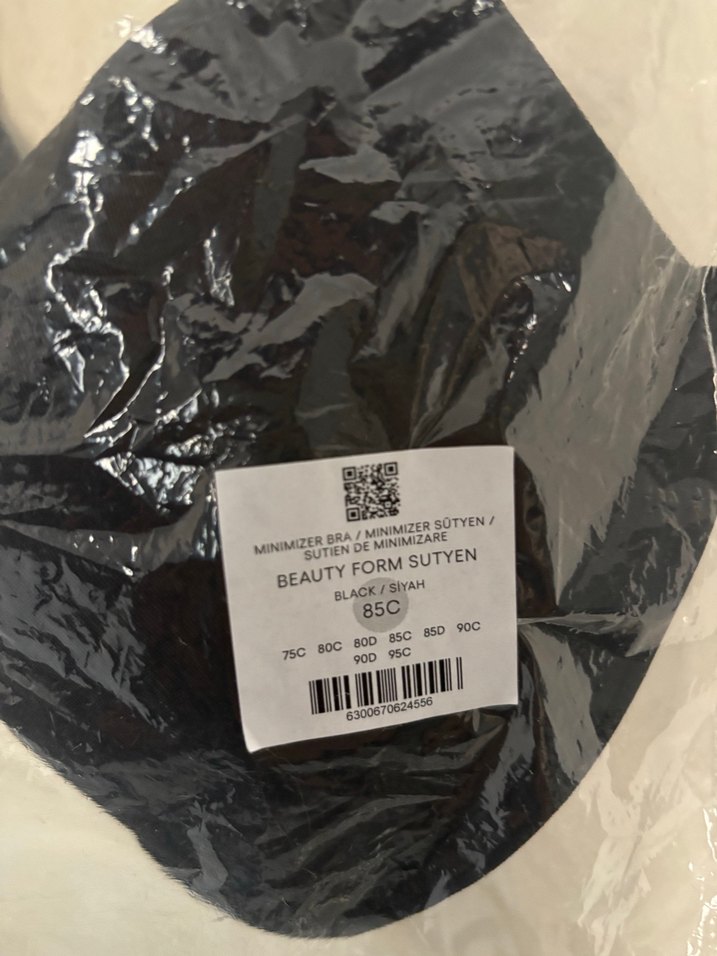 MINIMIZER BRA / MINIMIZER SÜTYEN /
SUTIEN DE MINIMIZARE
BEAUTY FORM SUTYEN
BLACK / SİYAH
85C
75C 80C 80D 85C 85D 90C
90D 95C
6300670624556